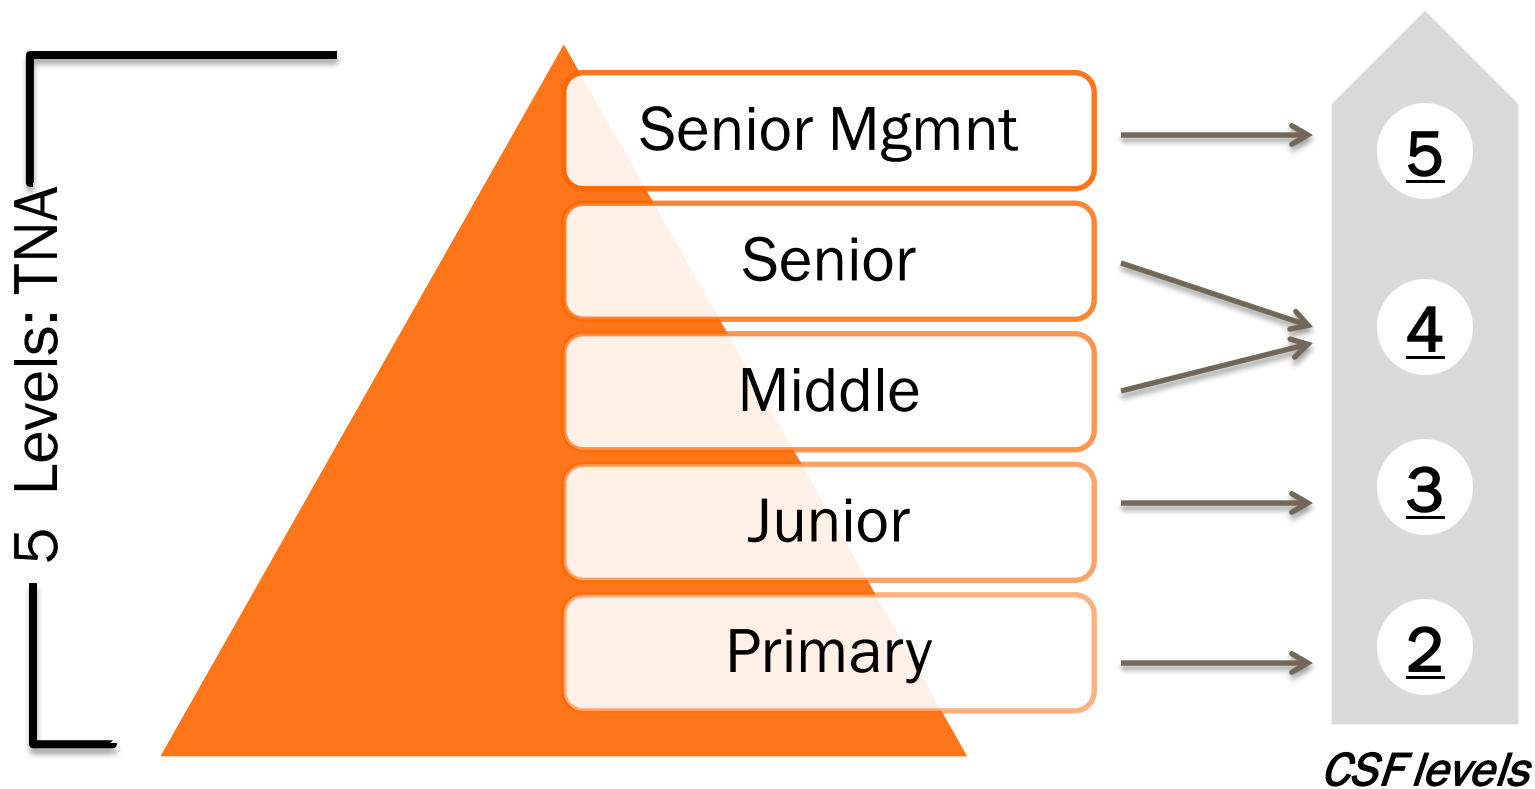 5 Levels: TNA
Senior Mgmnt
Senior
Middle
Junior
Primary
5
4
3
2
CSF levels